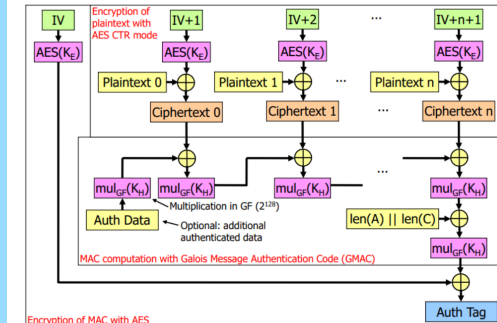 Encryption of
plaintext with
AES CTR mode
IV
IV+1
IV+2
...
IV+n+1
AES(KE)
AES(KE)
AES(KE)
AES(KE)
Plaintext 0
Plaintext 1
...
Plaintext n
Ciphertext 0
Ciphertext 1
...
Ciphertext n
mulGF(KH)
mulGF(KH)
mulGF(KH)
...
mulGF(KH)
Multiplication in GF (2¹²⁸)
Auth Data
Optional: additional
authenticated data
len(A) || len(C)
mulGF(KH)
MAC computation with Galois Message Authentication Code (GMAC)
Encryption of MAC with AES
Auth Tag